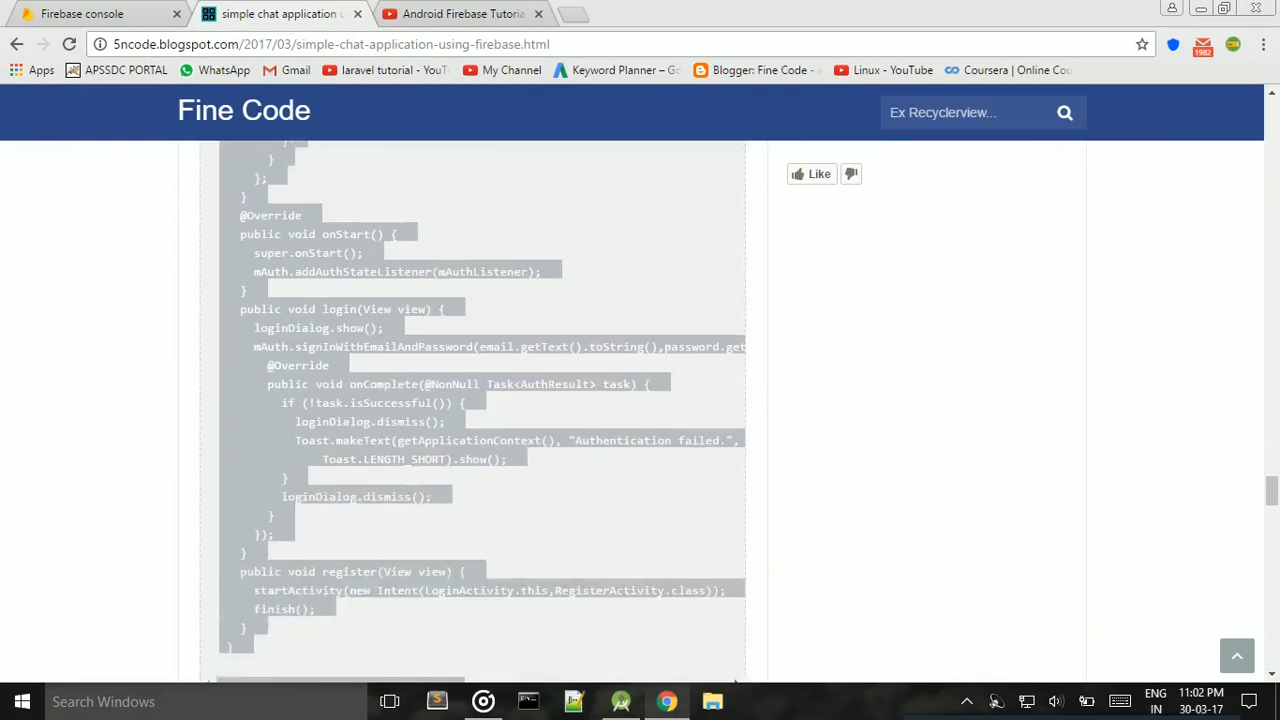 Firebase console
simple chat application u
Android Firebase Tutoria
5ncode.blogspot.com/2017/03/simple-chat-application-using-firebase.html
1982
Apps
APSSDC PORTAL
WhatsApp
Gmail
laravel tutorial - YouT
My Channel
Keyword Planner – Go
Blogger: Fine Code -
Linux - YouTube
Coursera | Online Cou
Fine Code
Ex Recyclerview...
Like
}
};
}
@Override
public void onStart() {
super.onStart();
mAuth.addAuthStateListener(mAuthListener);
}
public void login(View view) {
loginDialog.show();
mAuth.signInWithEmailAndPassword(email.getText().toString(),password.get
@Override
public void onComplete(@NonNull Task<AuthResult> task) {
if (!task.isSuccessful()) {
loginDialog.dismiss();
Toast.makeText(getApplicationContext(), "Authentication failed.",
Toast.LENGTH_SHORT).show();
}
loginDialog.dismiss();
}
});
}
public void register(View view) {
startActivity(new Intent(LoginActivity.this,RegisterActivity.class));
finish();
}
}
Search Windows
ENG
IN
11:02 PM
30-03-17